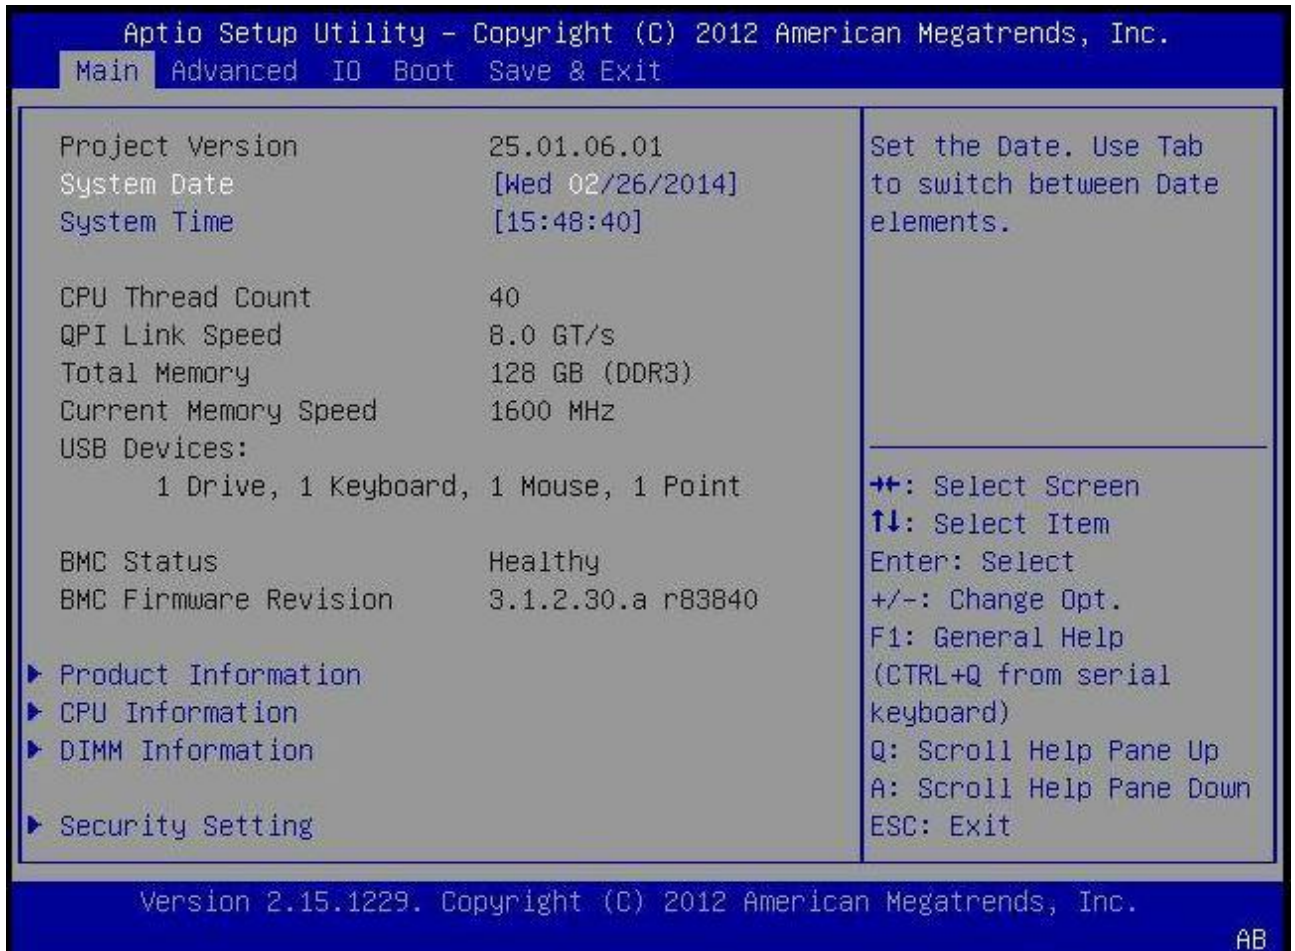 Aptio Setup Utility – Copyright (C) 2012 American Megatrends, Inc.
Main Advanced IO Boot Save & Exit
Project Version 25.01.06.01
System Date [Wed 02/26/2014]
System Time [15:48:40]
CPU Thread Count 40
QPI Link Speed 8.0 GT/s
Total Memory 128 GB (DDR3)
Current Memory Speed 1600 MHz
USB Devices:
1 Drive, 1 Keyboard, 1 Mouse, 1 Point
BMC Status Healthy
BMC Firmware Revision 3.1.2.30.a r83840
Product Information
CPU Information
DIMM Information
Security Setting
Set the Date. Use Tab
to switch between Date
elements.
→←: Select Screen
↑↓: Select Item
Enter: Select
+/-: Change Opt.
F1: General Help
(CTRL+Q from serial
keyboard)
Q: Scroll Help Pane Up
A: Scroll Help Pane Down
ESC: Exit
Version 2.15.1229. Copyright (C) 2012 American Megatrends, Inc.
AB